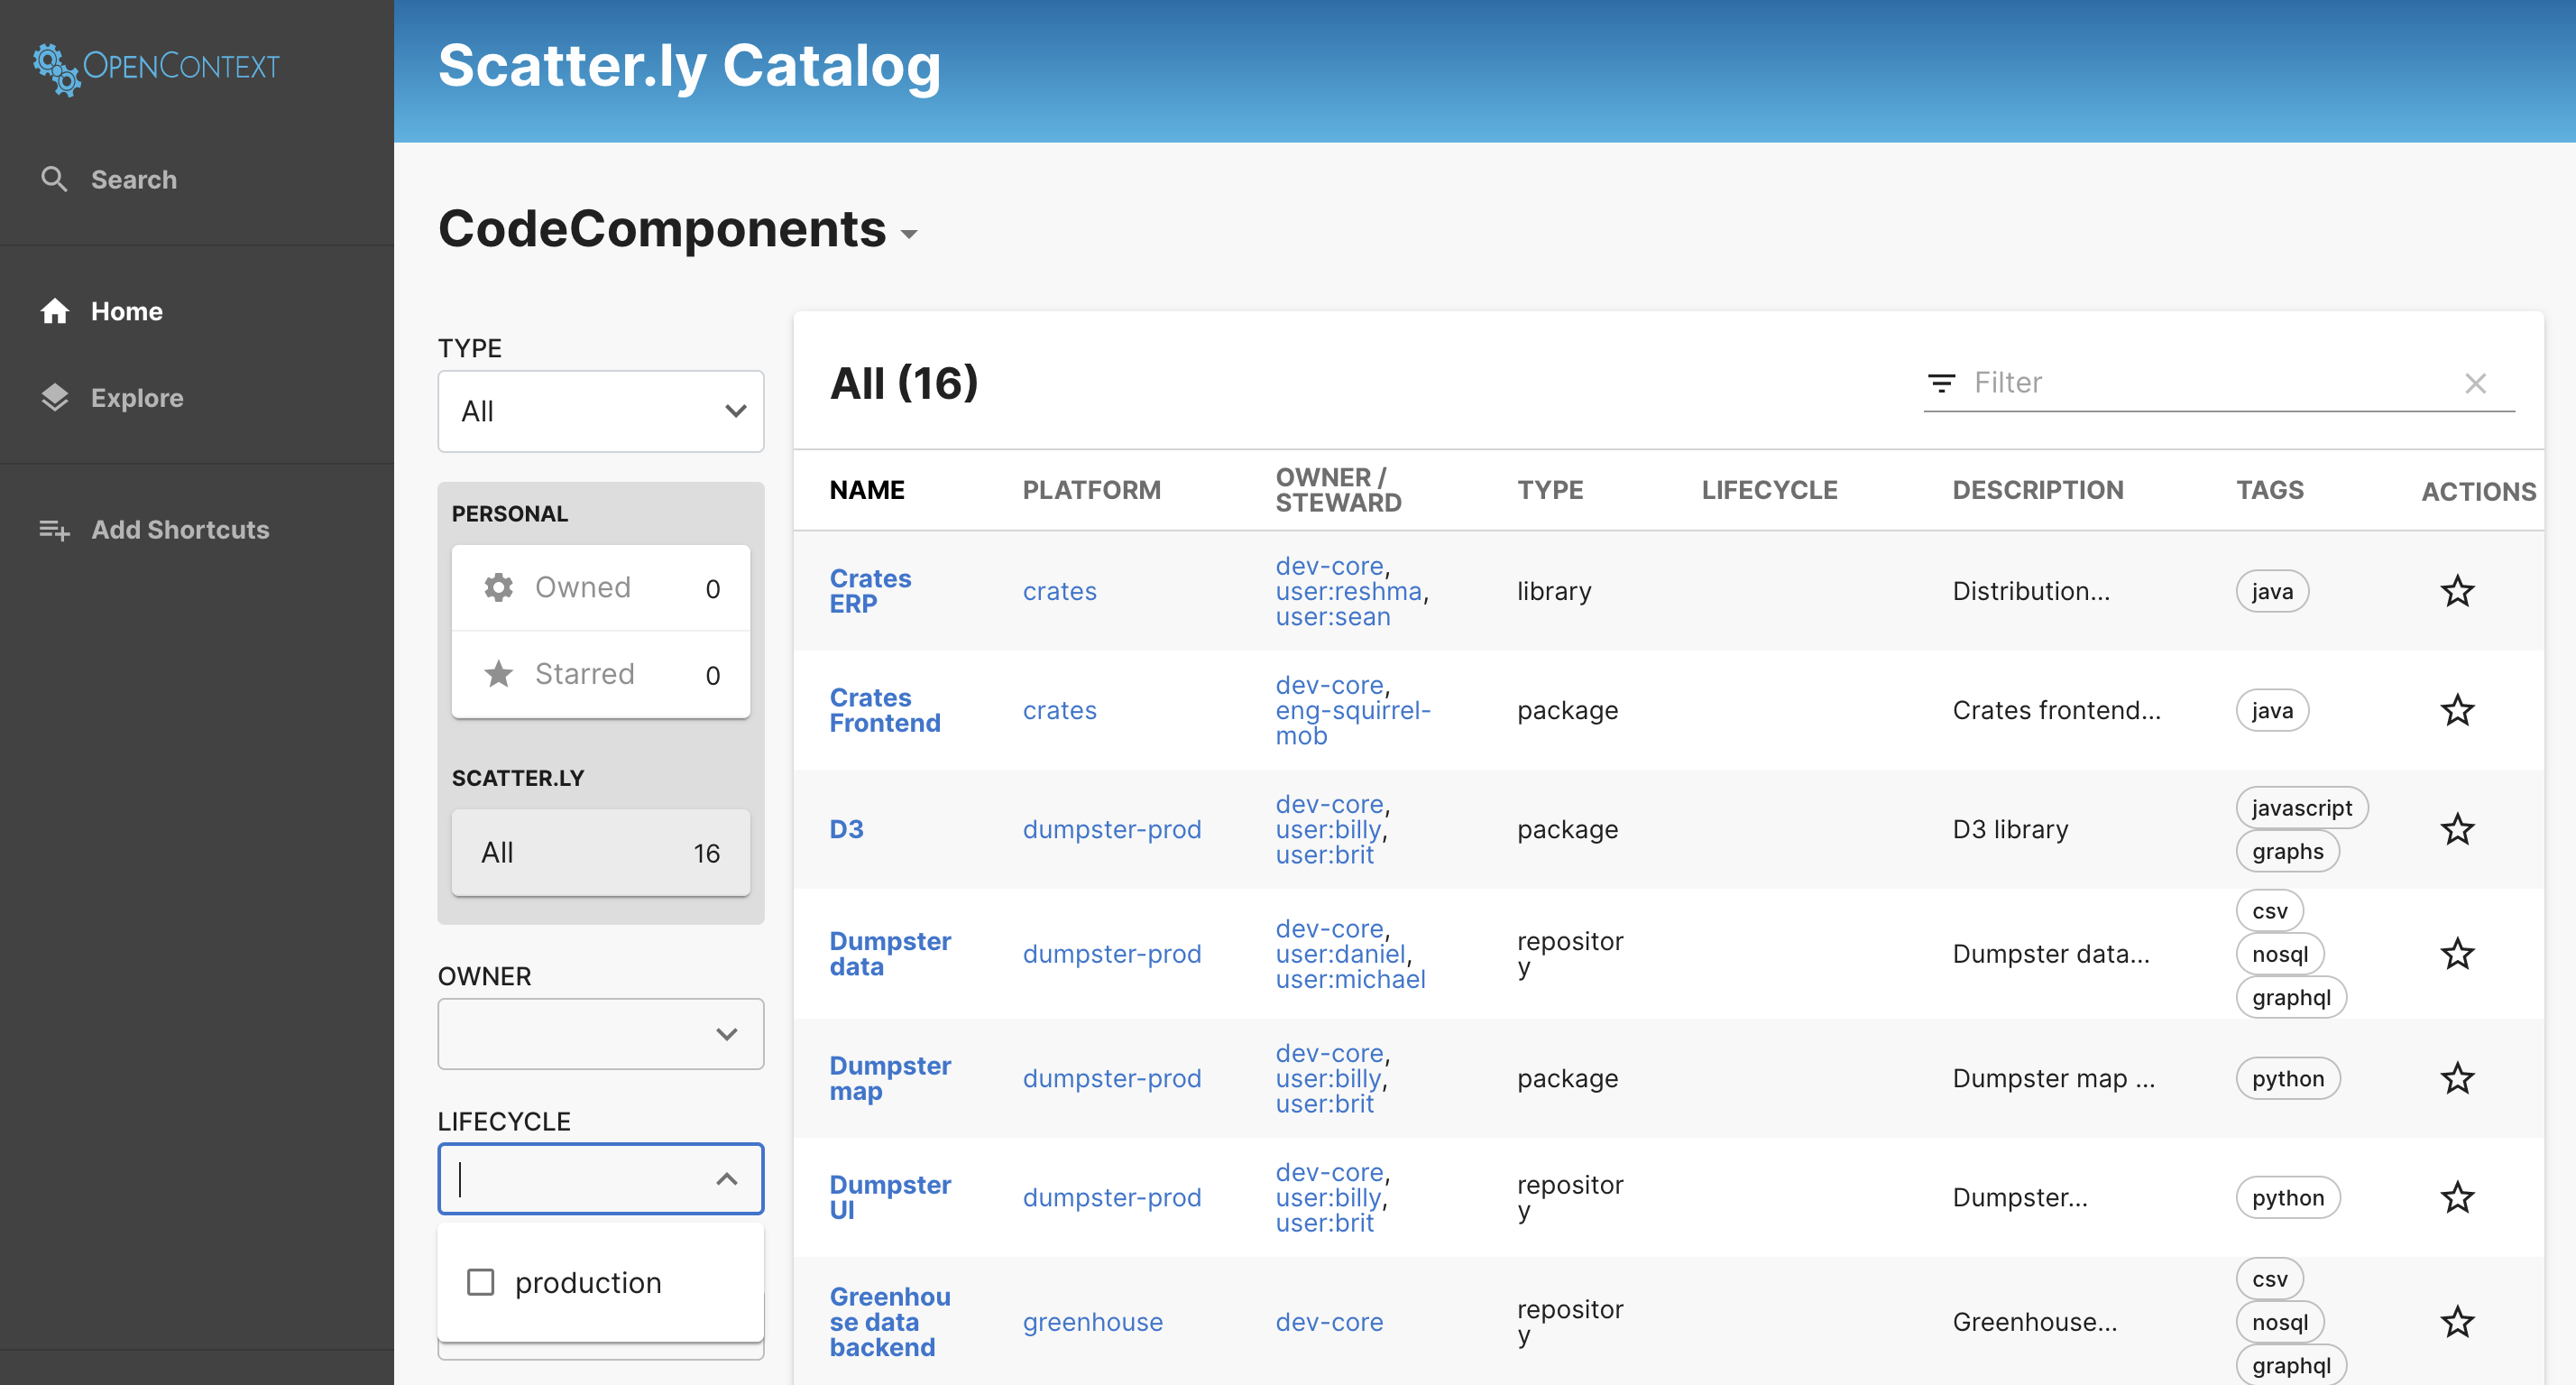 OPENCONTEXT
Search
Home
Explore
Add Shortcuts
Scatter.ly Catalog
CodeComponents
TYPE
All
PERSONAL
Owned 0
Starred 0
SCATTER.LY
All 16
OWNER
LIFECYCLE
production
All (16)
Filter
NAME PLATFORM OWNER / STEWARD TYPE LIFECYCLE DESCRIPTION TAGS ACTIONS
Crates
ERP
crates
dev-core,
user:reshma,
user:sean
library
Distribution...
java
Crates
Frontend
crates
dev-core,
eng-squirrel-
mob
package
Crates frontend...
java
D3
dumpster-prod
dev-core,
user:billy,
user:brit
package
D3 library
javascript
graphs
Dumpster
data
dumpster-prod
dev-core,
user:daniel,
user:michael
repositor
y
Dumpster data...
csv
nosql
graphql
Dumpster
map
dumpster-prod
dev-core,
user:billy,
user:brit
package
Dumpster map ...
python
Dumpster
UI
dumpster-prod
dev-core,
user:billy,
user:brit
repositor
y
Dumpster...
python
Greenhou
se data
backend
greenhouse
dev-core
repositor
y
Greenhouse...
csv
nosql
graphql